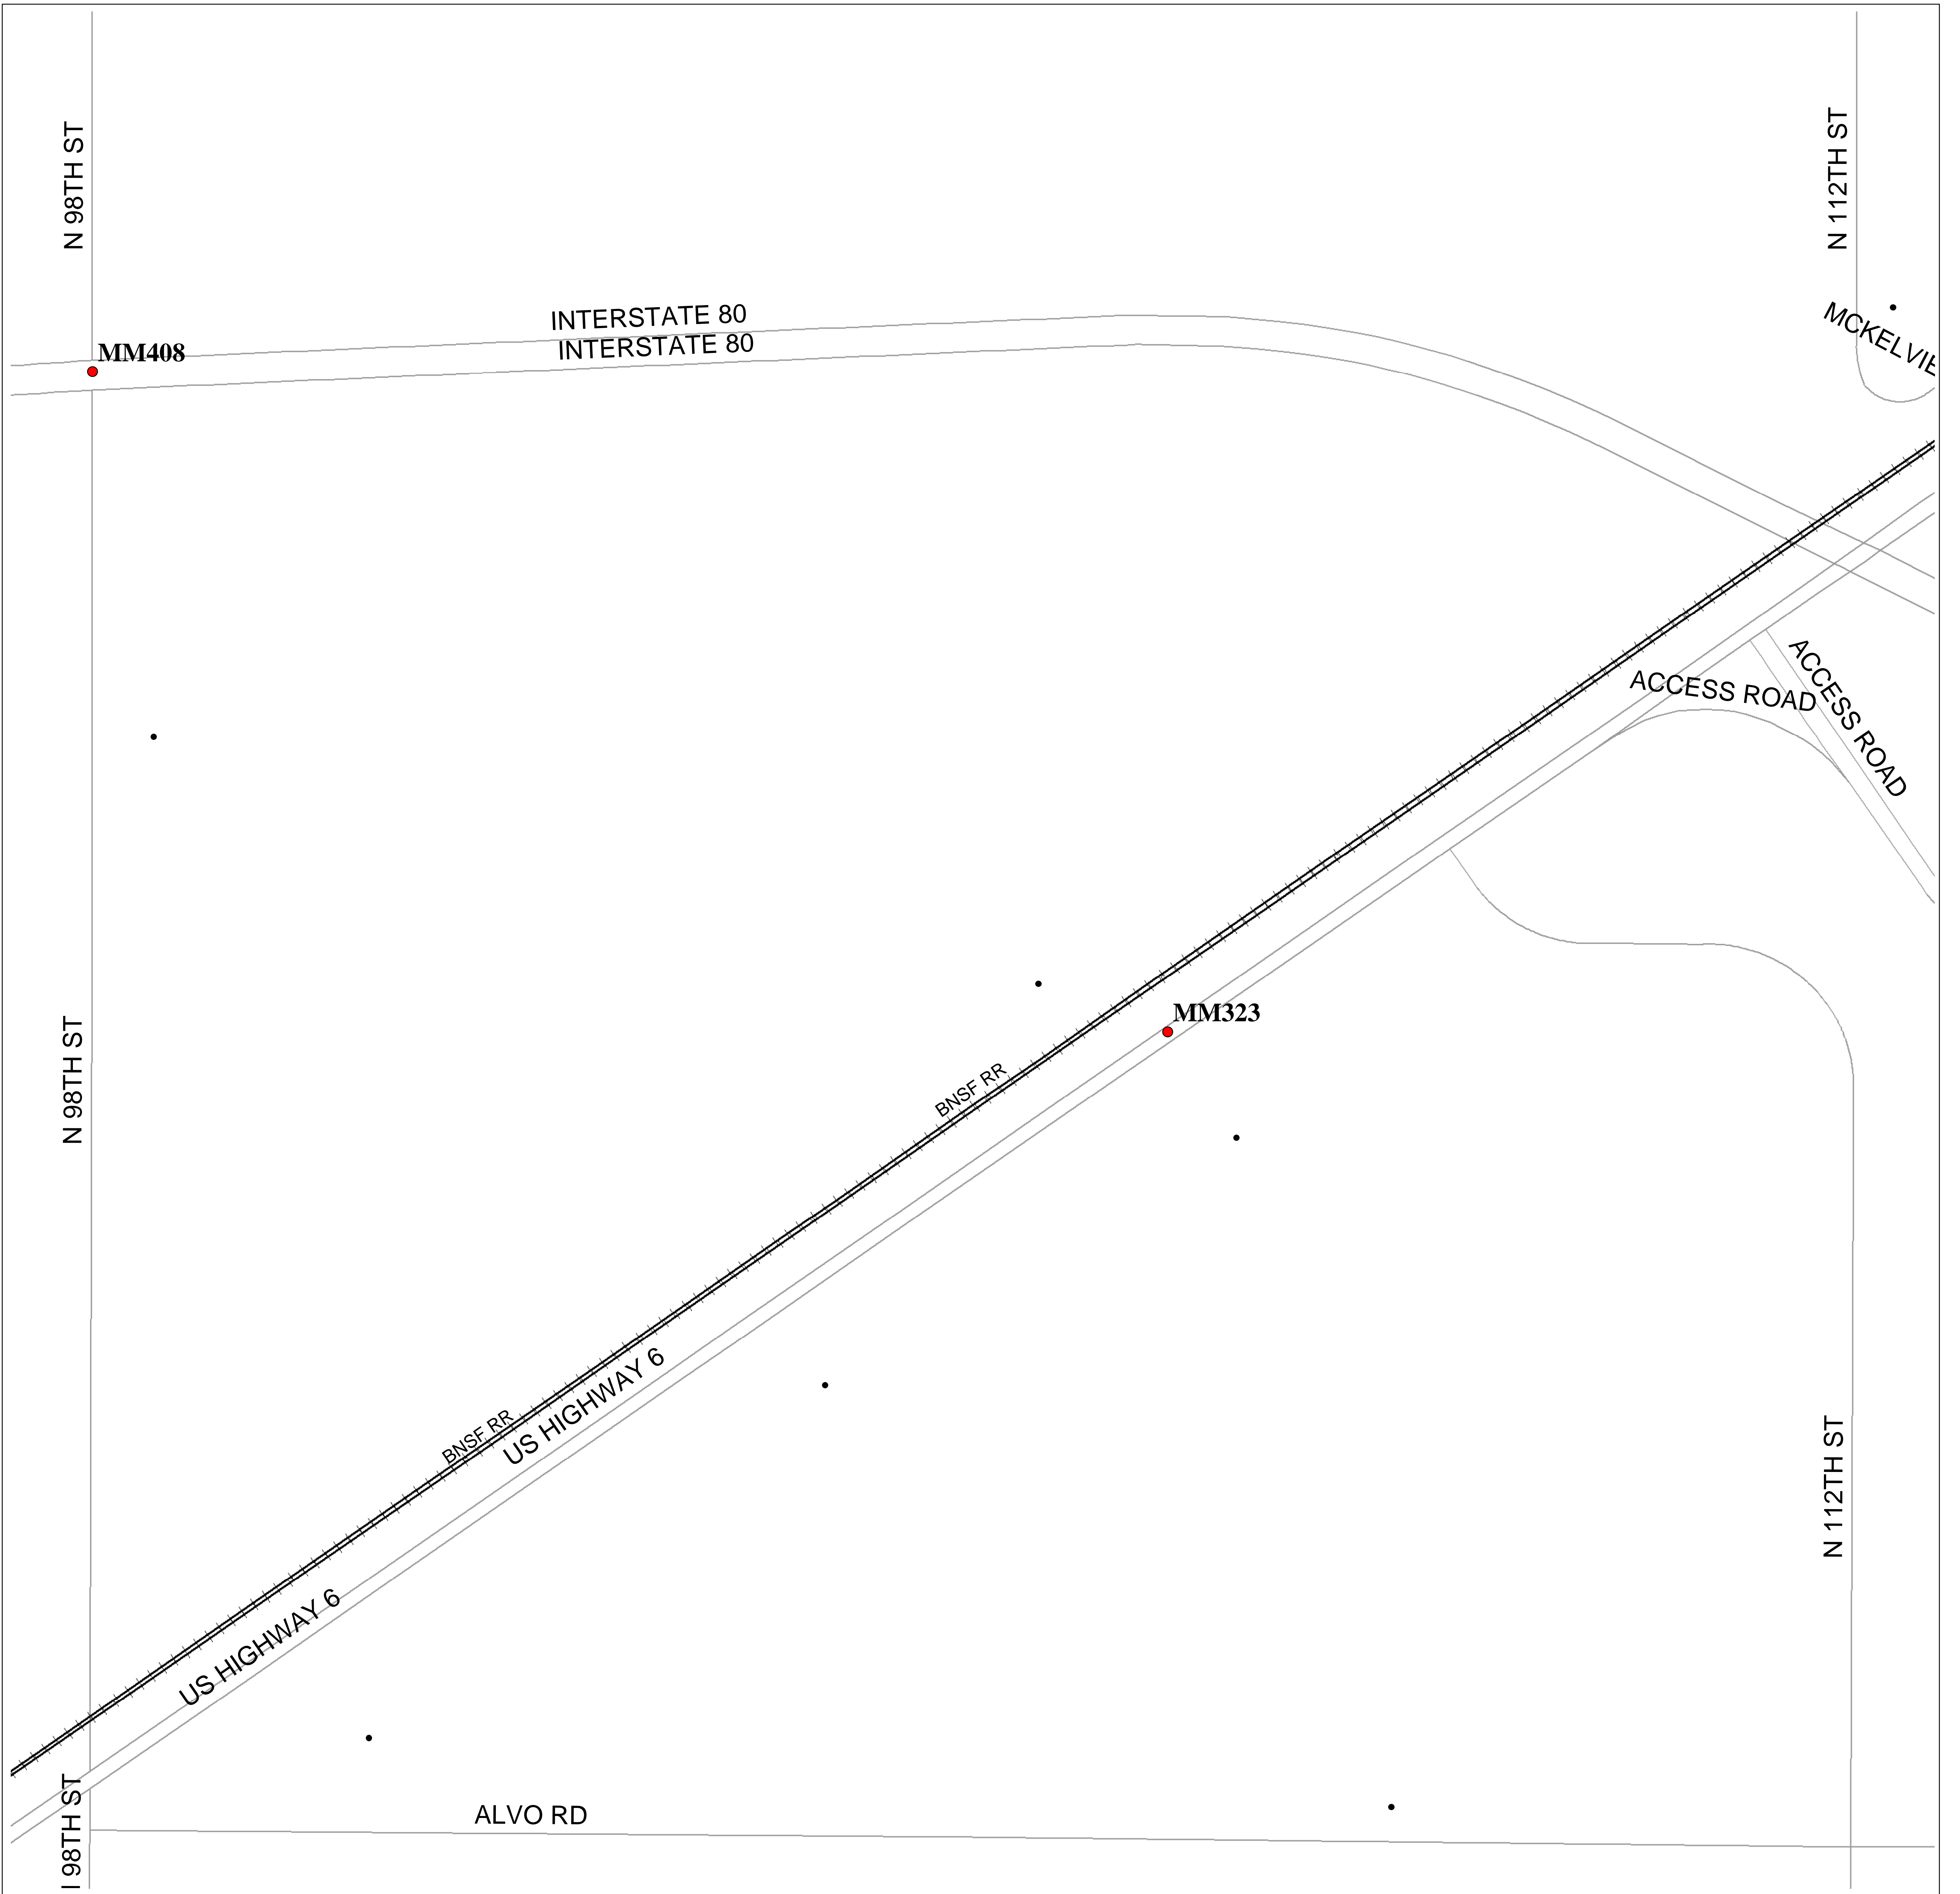 N 98TH ST
N 112TH ST
INTERSTATE 80
INTERSTATE 80
MM408
ACCESS ROAD
ACCESS ROAD
MM323
N 98TH ST
BNSF RR
US HIGHWAY 6
BNSF RR
N 112TH ST
US HIGHWAY 6
98TH ST
ALVO RD